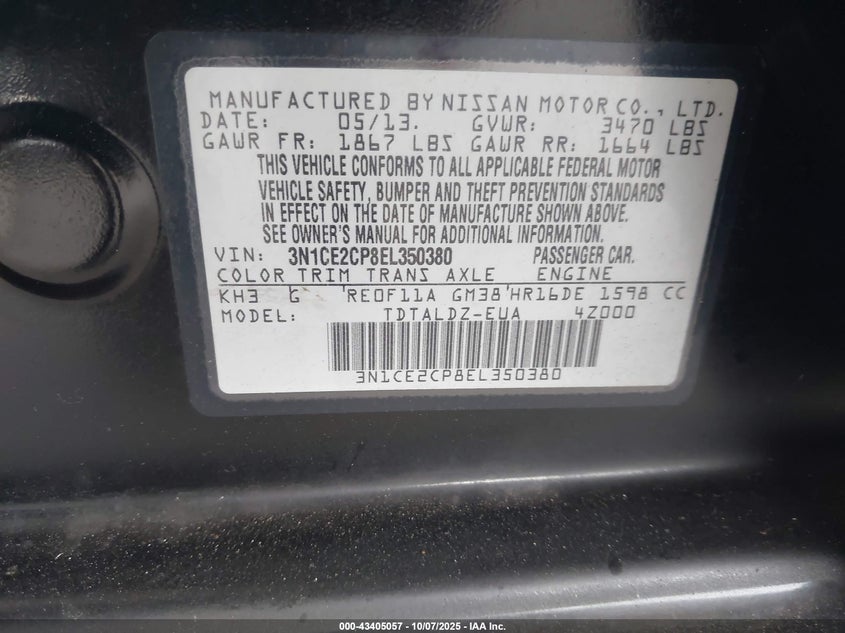 MANUFACTURED BY NISSAN MOTOR CO., LTD.
DATE: 05/13. GVWR: 3470 LBS
GAWR FR: 1867 LBS GAWR RR: 1664 LBS
THIS VEHICLE CONFORMS TO ALL APPLICABLE FEDERAL MOTOR
VEHICLE SAFETY, BUMPER AND THEFT PREVENTION STANDARDS
IN EFFECT ON THE DATE OF MANUFACTURE SHOWN ABOVE.
SEE OWNER'S MANUAL FOR ADDITIONAL INFORMATION.
VIN: 3N1CE2CP8EL350380 PASSENGER CAR.
COLOR TRIM TRANS AXLE ENGINE
KH3 G RE0F11A GM38 HR16DE 1598 CC
MODEL: TDTALDZ-EUA 4Z000
3N1CE2CP8EL350380
000-43405057 - 10/07/2025 - IAA Inc.